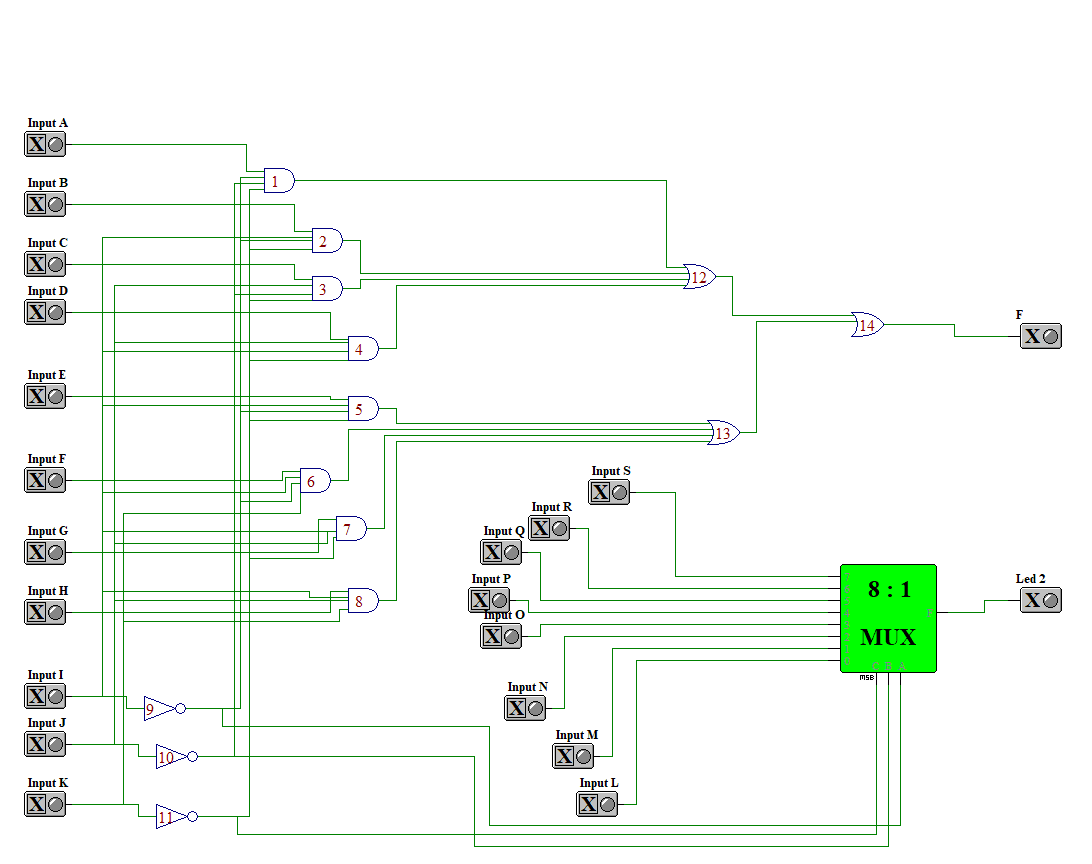 Input A
X
Input B
X
Input C
X
Input D
X
Input E
X
Input F
X
Input G
X
Input H
X
Input I
X
Input J
X
Input K
X
1
2
3
4
5
6
7
8
9
10
11
12
13
14
F
X
Input S
X
Input R
X
Input Q
X
Input P
X
Input O
X
Input N
X
Input M
X
Input L
X
8 : 1
MUX
C B A
MSB
Led 2
X